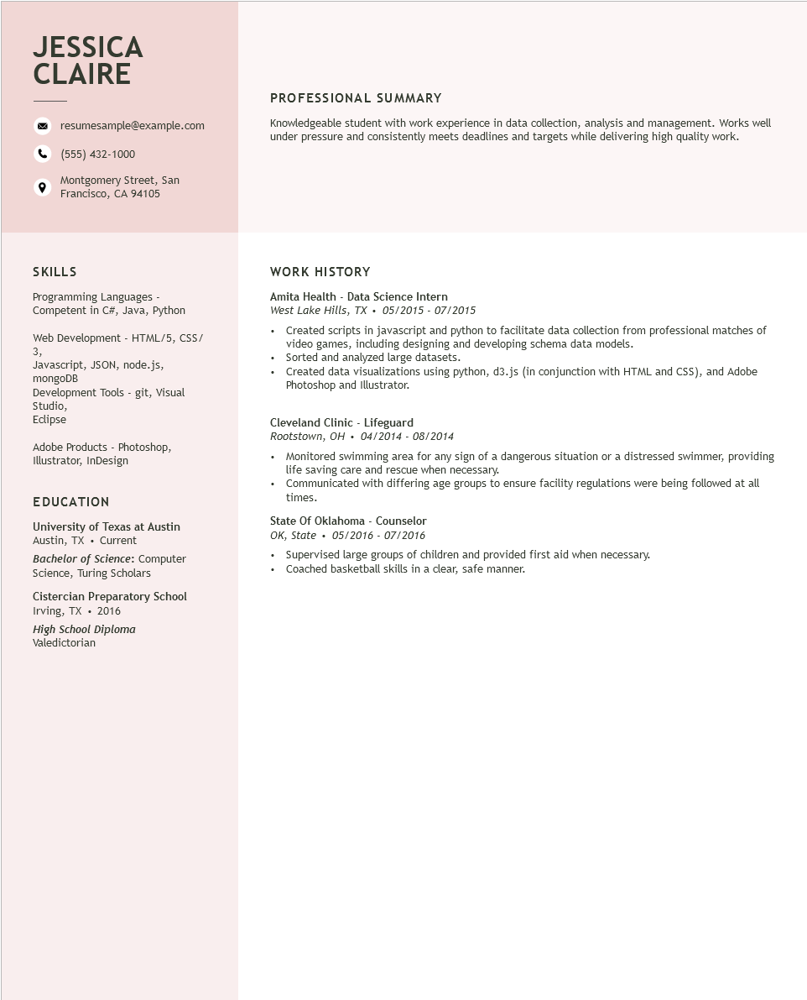 JESSICA
CLAIRE
resumesample@example.com
(555) 432-1000
Montgomery Street, San
Francisco, CA 94105
PROFESSIONAL SUMMARY
Knowledgeable student with work experience in data collection, analysis and management. Works well
under pressure and consistently meets deadlines and targets while delivering high quality work.
SKILLS
Programming Languages -
Competent in C#, Java, Python
Web Development - HTML/5, CSS/
3,
Javascript, JSON, node.js,
mongoDB
Development Tools - git, Visual
Studio,
Eclipse
Adobe Products - Photoshop,
Illustrator, InDesign
EDUCATION
University of Texas at Austin
Austin, TX • Current
Bachelor of Science: Computer
Science, Turing Scholars
Cistercian Preparatory School
Irving, TX • 2016
High School Diploma
Valedictorian
WORK HISTORY
Amita Health - Data Science Intern
West Lake Hills, TX • 05/2015 - 07/2015
• Created scripts in javascript and python to facilitate data collection from professional matches of
video games, including designing and developing schema data models.
• Sorted and analyzed large datasets.
• Created data visualizations using python, d3.js (in conjunction with HTML and CSS), and Adobe
Photoshop and Illustrator.
Cleveland Clinic - Lifeguard
Rootstown, OH • 04/2014 - 08/2014
• Monitored swimming area for any sign of a dangerous situation or a distressed swimmer, providing
life saving care and rescue when necessary.
• Communicated with differing age groups to ensure facility regulations were being followed at all
times.
State Of Oklahoma - Counselor
OK, State • 05/2016 - 07/2016
• Supervised large groups of children and provided first aid when necessary.
• Coached basketball skills in a clear, safe manner.